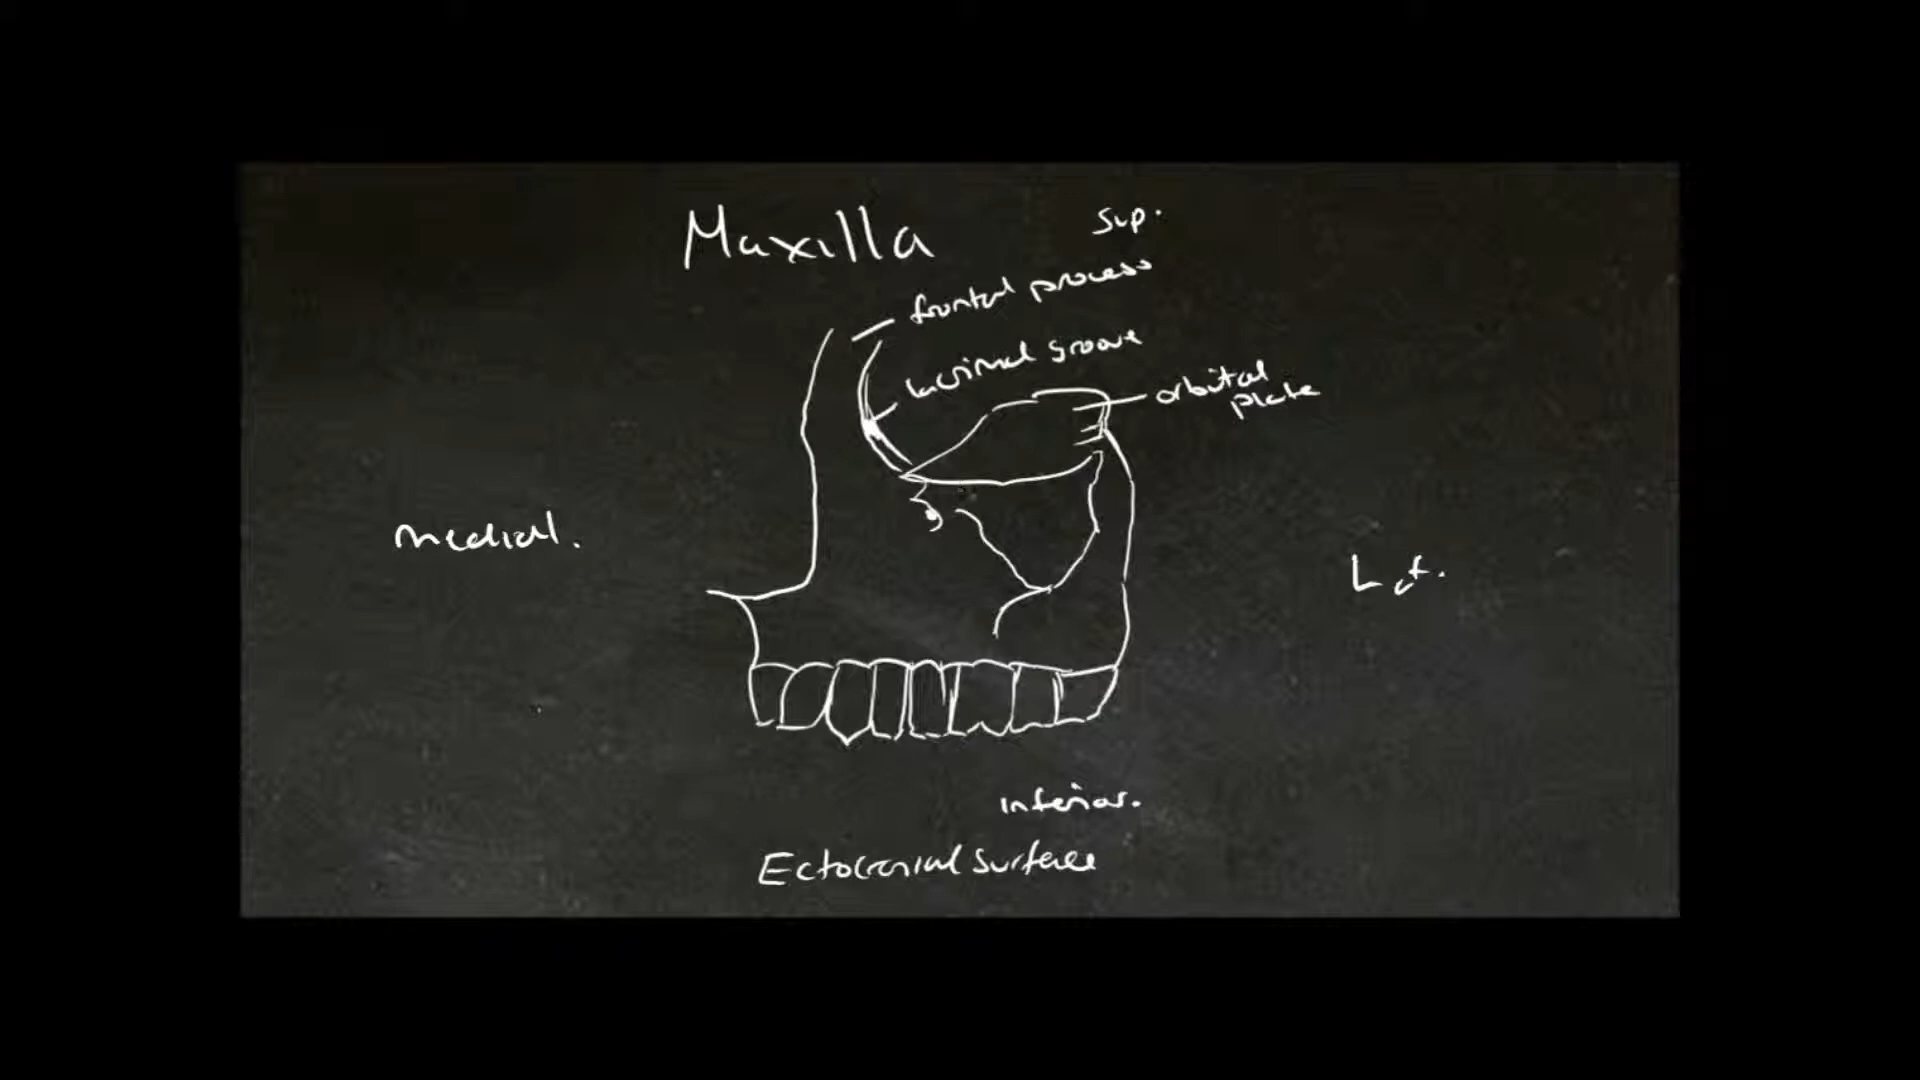 Maxilla
Sup.
frontal process
lacrimal groove
orbital
plate
medial.
Lat.
inferior.
Ectocranial surface